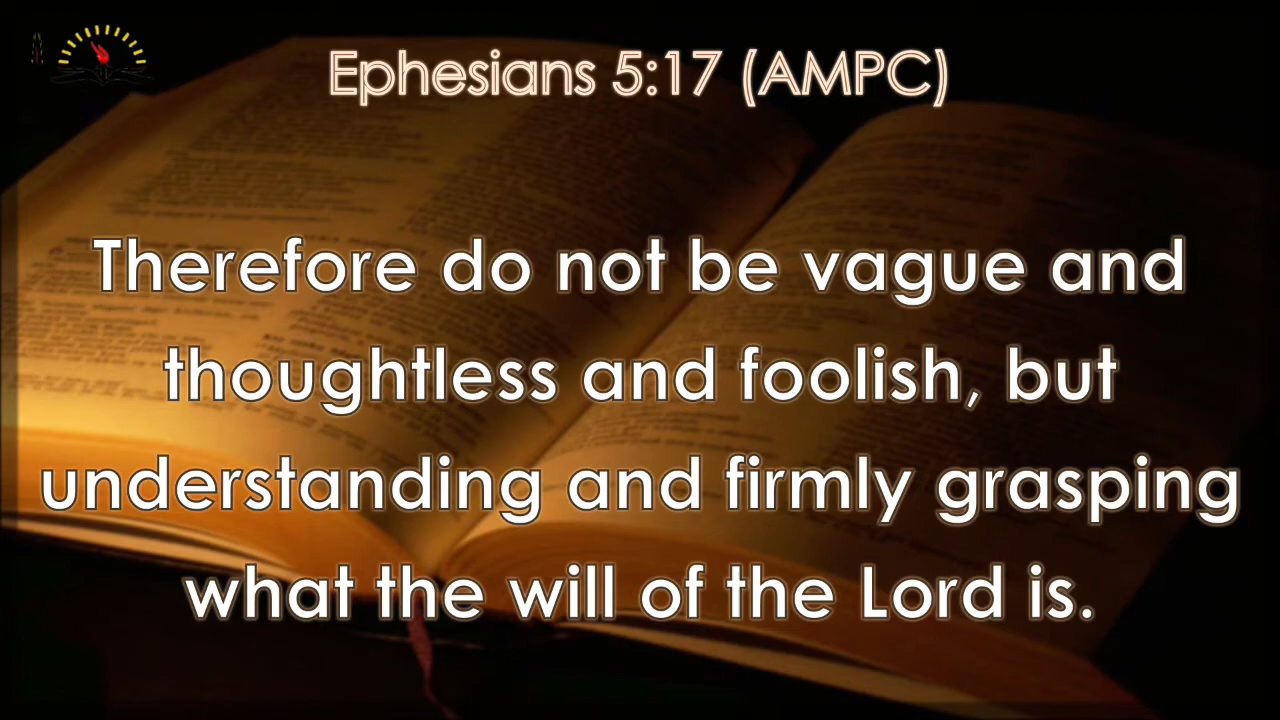 Ephesians 5:17 (AMPC)
Therefore do not be vague and
thoughtless and foolish, but
understanding and firmly grasping
what the will of the Lord is.